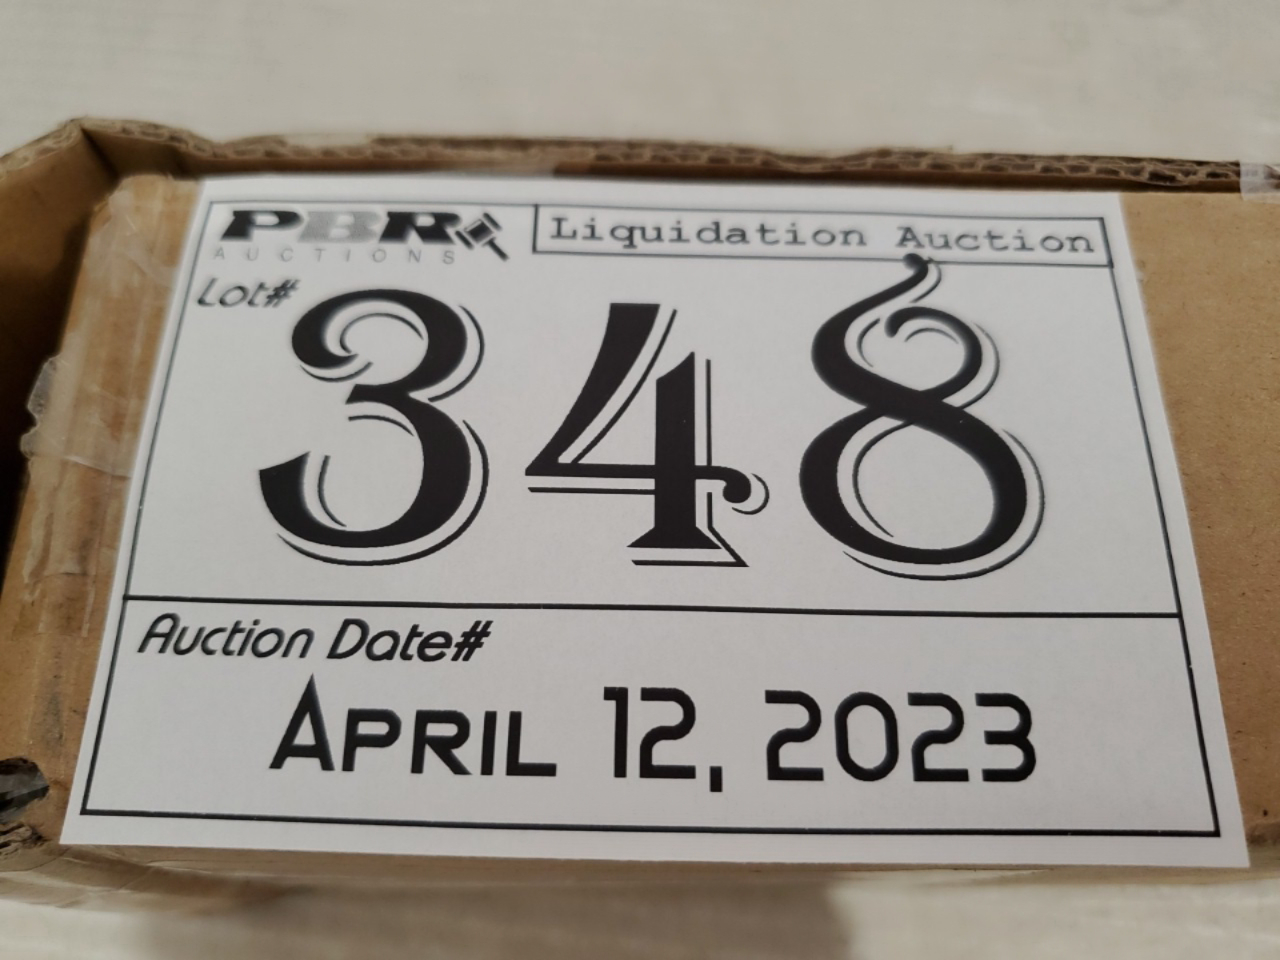 PBR
AUCTIONS
Liquidation Auction
Lot#
348
Auction Date#
April 12, 2023